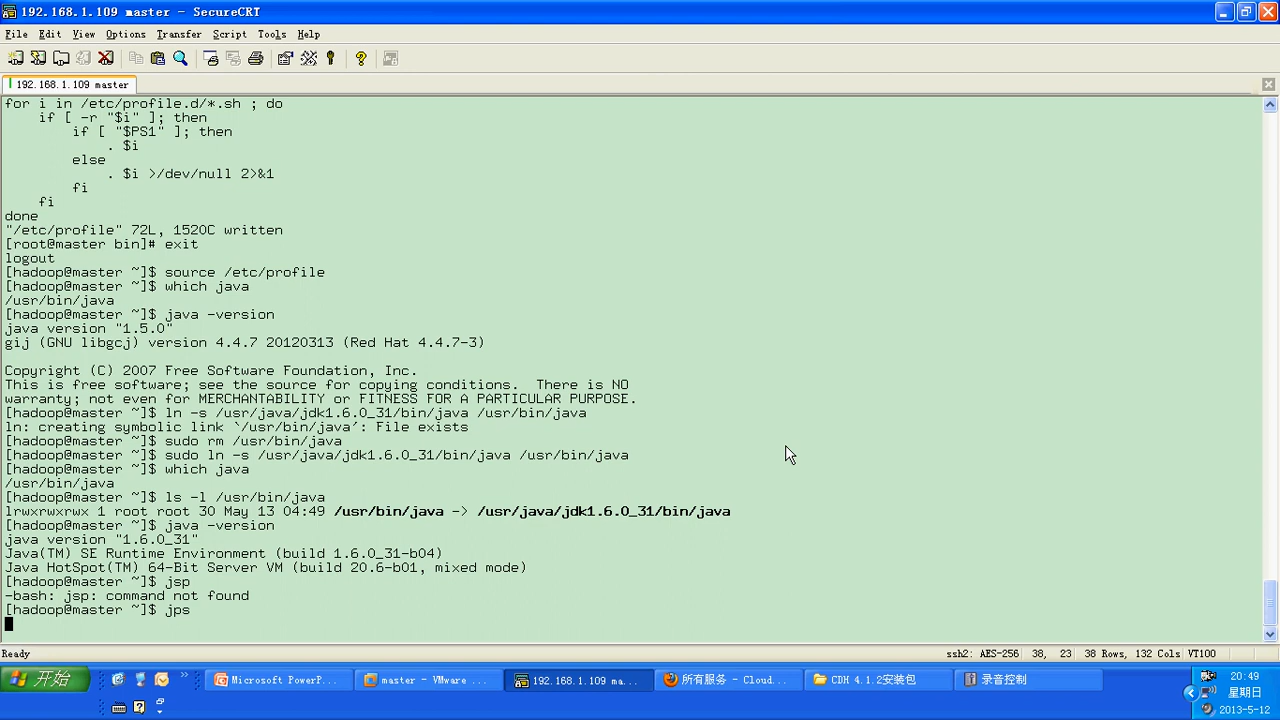 192.168.1.109 master - SecureCRT
File Edit View Options Transfer Script Tools Help
192.168.1.109 master
for i in /etc/profile.d/*.sh ; do
    if [ -r "$i" ]; then
        if [ "$PS1" ]; then
            . $i
        else
            . $i >/dev/null 2>&1
        fi
    fi
done
"/etc/profile" 72L, 1520C written
[root@master bin]# exit
logout
[hadoop@master ~]$ source /etc/profile
[hadoop@master ~]$ which java
/usr/bin/java
[hadoop@master ~]$ java -version
java version "1.5.0"
gij (GNU libgcj) version 4.4.7 20120313 (Red Hat 4.4.7-3)
Copyright (C) 2007 Free Software Foundation, Inc.
This is free software; see the source for copying conditions.  There is NO
warranty; not even for MERCHANTABILITY or FITNESS FOR A PARTICULAR PURPOSE.
[hadoop@master ~]$ ln -s /usr/java/jdk1.6.0_31/bin/java /usr/bin/java
ln: creating symbolic link `/usr/bin/java': File exists
[hadoop@master ~]$ sudo rm /usr/bin/java
[hadoop@master ~]$ sudo ln -s /usr/java/jdk1.6.0_31/bin/java /usr/bin/java
[hadoop@master ~]$ which java
/usr/bin/java
[hadoop@master ~]$ ls -l /usr/bin/java
lrwxrwxrwx 1 root root 30 May 13 04:49 /usr/bin/java -> /usr/java/jdk1.6.0_31/bin/java
[hadoop@master ~]$ java -version
java version "1.6.0_31"
Java(TM) SE Runtime Environment (build 1.6.0_31-b04)
Java HotSpot(TM) 64-Bit Server VM (build 20.6-b01, mixed mode)
[hadoop@master ~]$ jsp
-bash: jsp: command not found
[hadoop@master ~]$ jps
Ready ssh2: AES-256 38, 23 38 Rows, 132 Cols VT100
开始 Microsoft PowerP... master - VMware ... 192.168.1.109 ma... 所有服务 - Cloud... CDH 4.1.2安装包 录音控制 20:49
星期日
2013-5-12